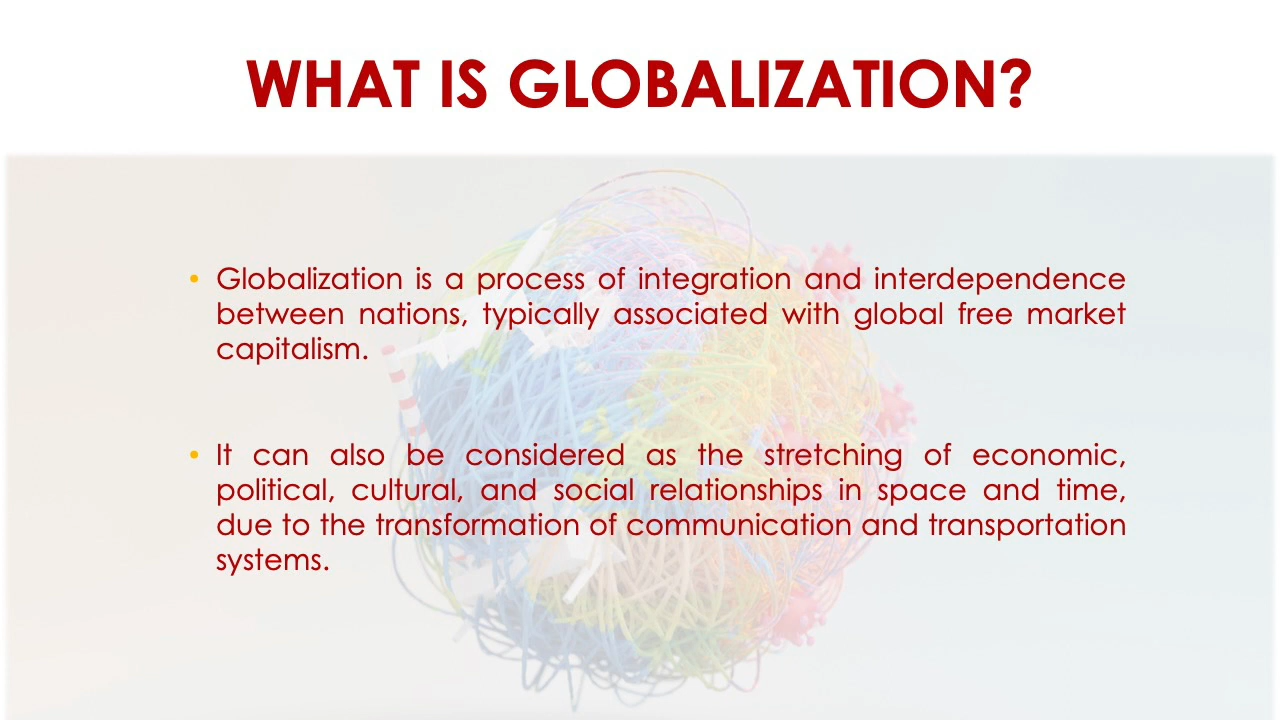 WHAT IS GLOBALIZATION?
• Globalization is a process of integration and interdependence
between nations, typically associated with global free market
capitalism.
• It can also be considered as the stretching of economic,
political, cultural, and social relationships in space and time,
due to the transformation of communication and transportation
systems.